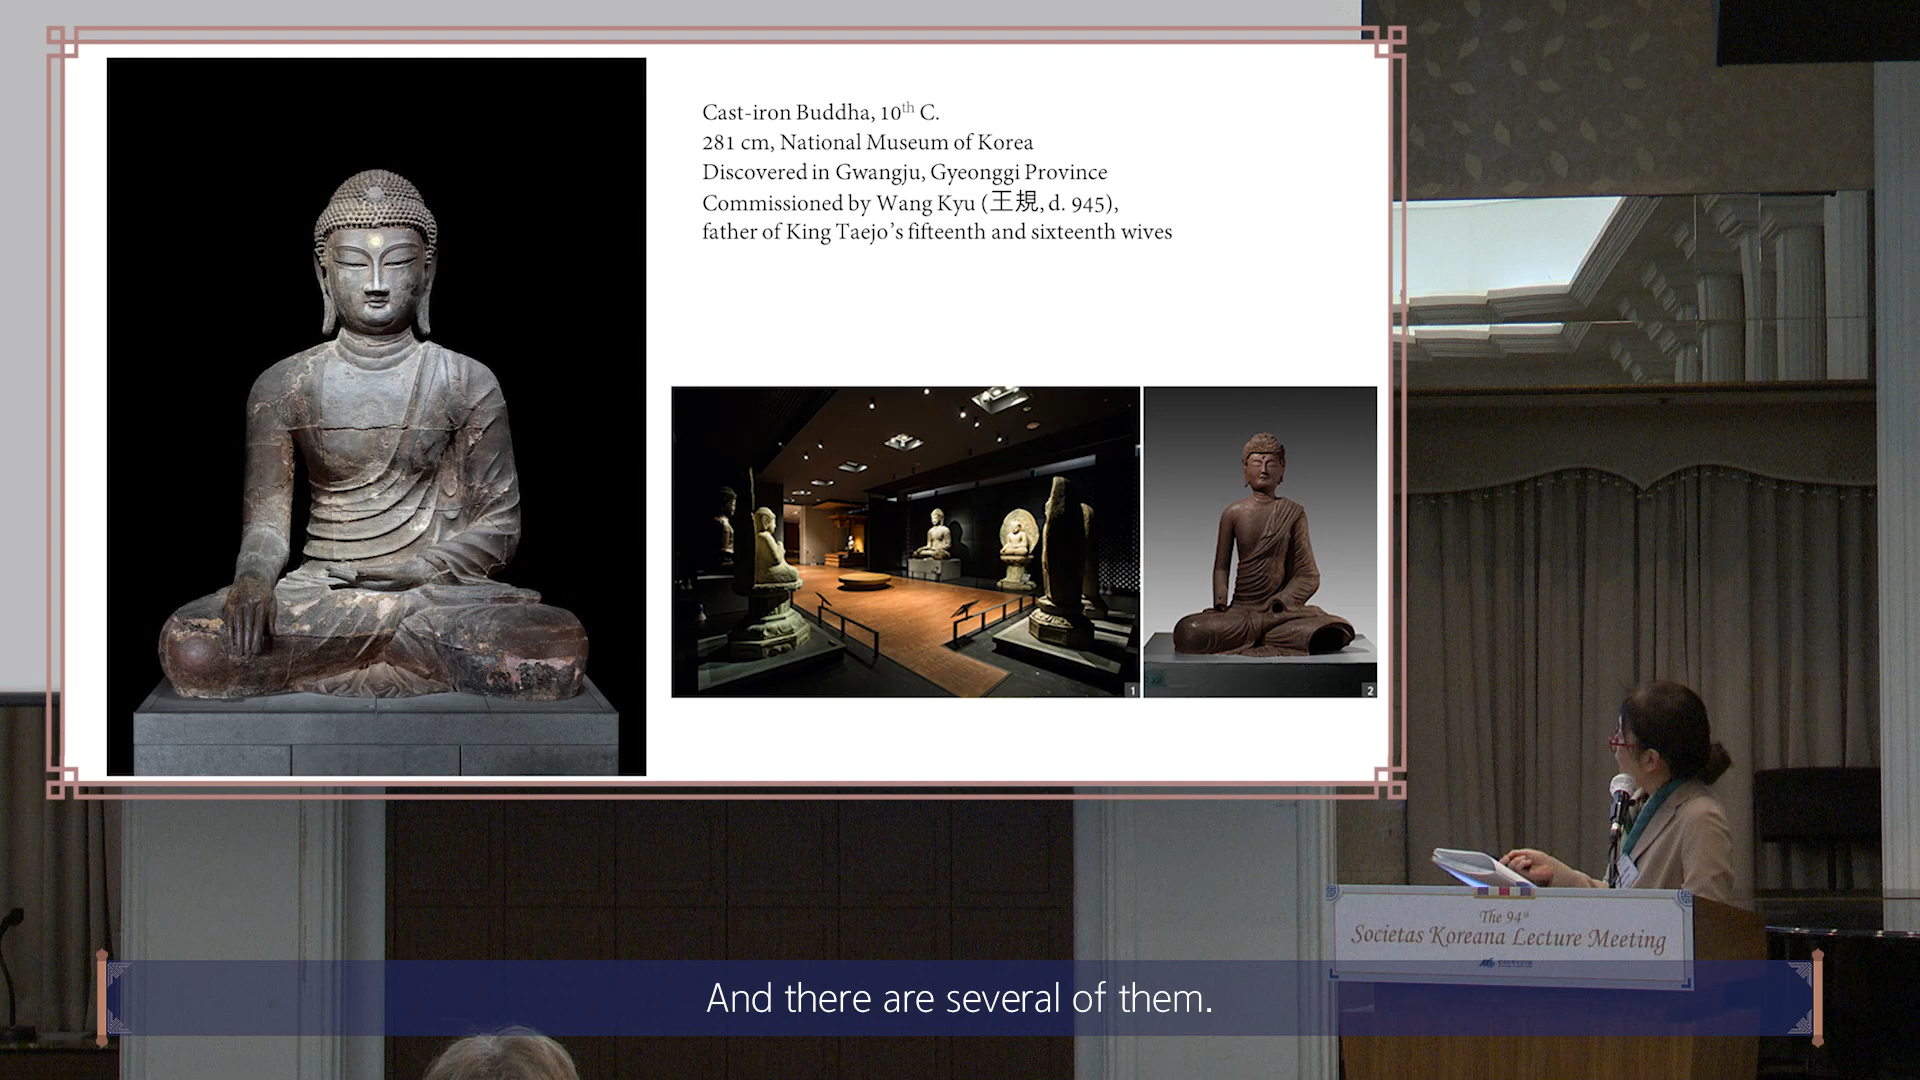 Cast-iron Buddha, 10th C.
281 cm, National Museum of Korea
Discovered in Gwangju, Gyeonggi Province
Commissioned by Wang Kyu (王規, d. 945),
father of King Taejo’s fifteenth and sixteenth wives
1
2
The 94th
Societas Koreana Lecture Meeting
And there are several of them.